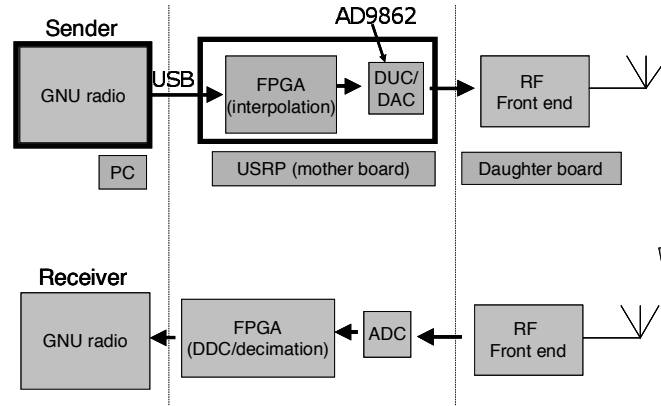 Sender
AD9862
GNU radio
USB
FPGA
(interpolation)
DUC/
DAC
RF
Front end
PC
USRP (mother board)
Daughter board
Receiver
GNU radio
FPGA
(DDC/decimation)
ADC
RF
Front end